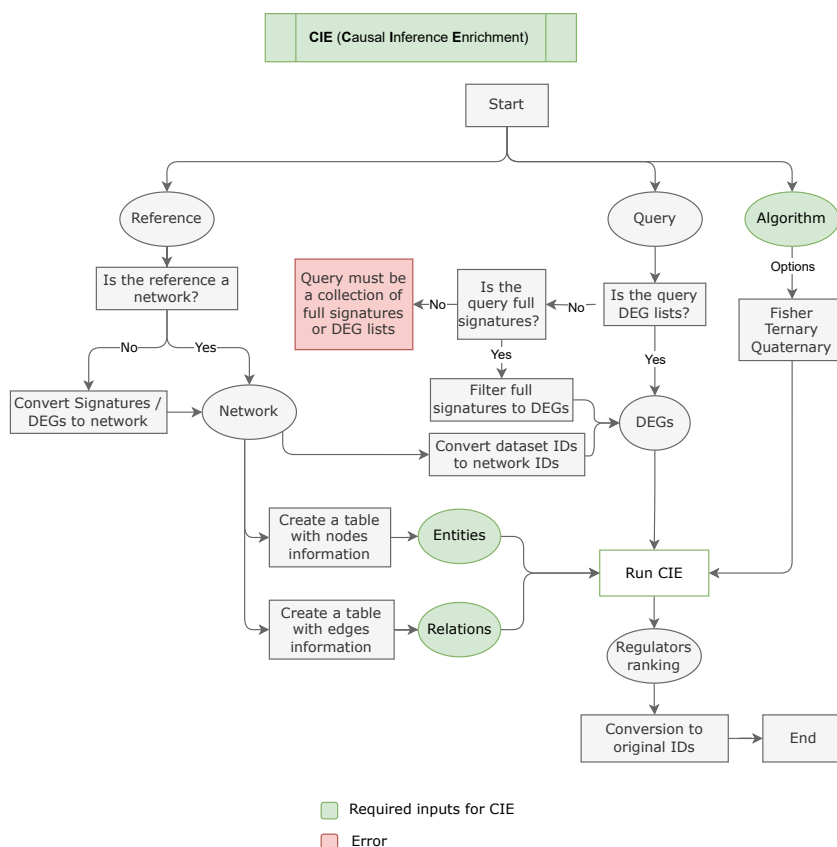 CIE (Causal Inference Enrichment)
Start
Reference
Query
Algorithm
Options
Is the reference a
network?
Query must be
a collection of
full signatures
or DEG lists
No
Is the
query full
signatures?
No
Is the query
DEG lists?
Fisher
Ternary
Quaternary
No
Yes
Yes
Yes
Convert Signatures /
DEGs to network
Network
Filter full
signatures to DEGs
DEGs
Convert dataset IDs
to network IDs
Create a table
with nodes
information
Entities
Run CIE
Create a table
with edges
information
Relations
Regulators
ranking
Conversion to
original IDs
End
Required inputs for CIE
Error